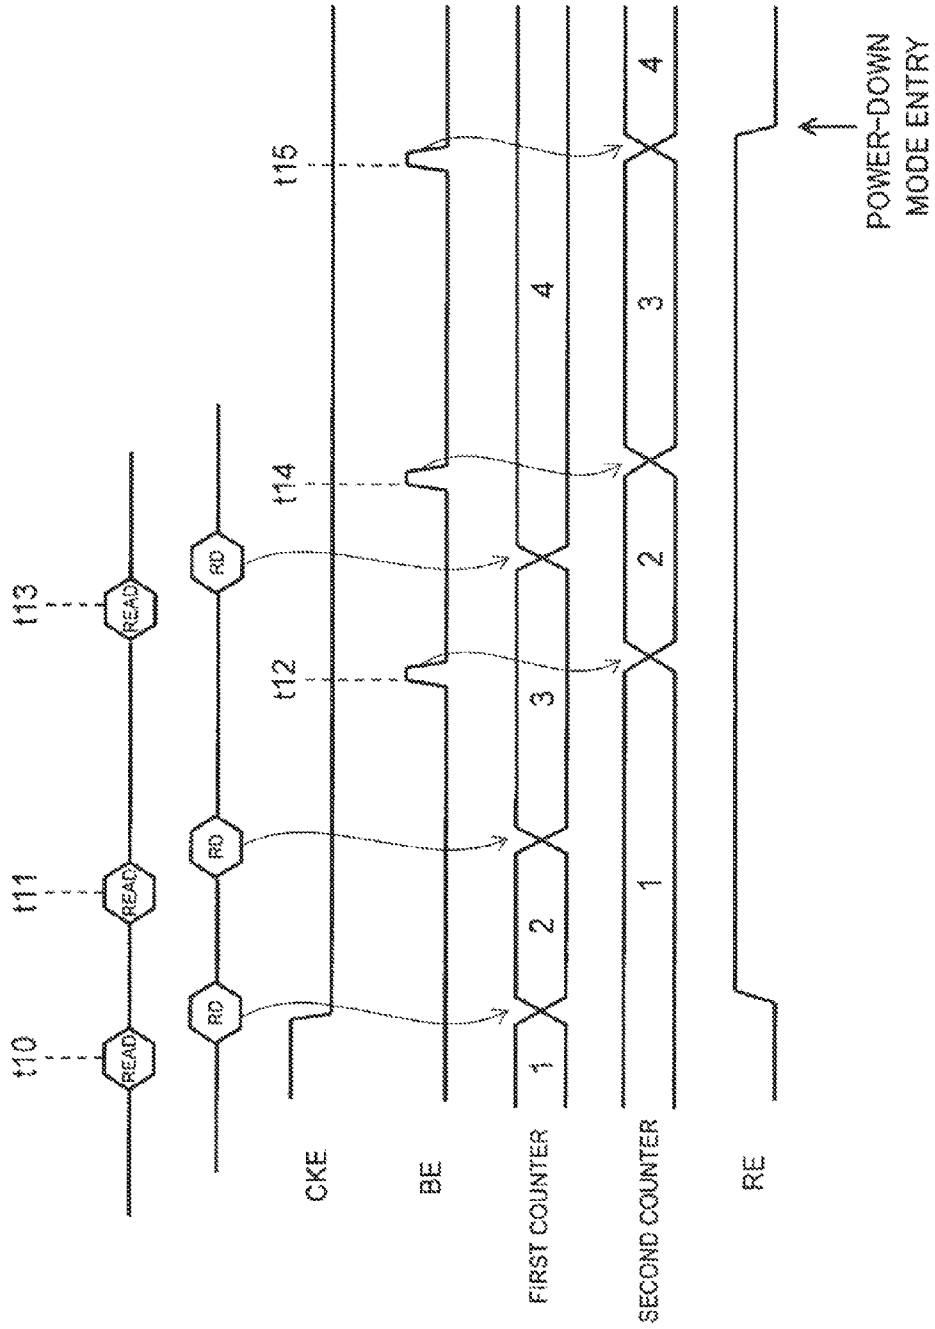 t10 t11 t13
READ READ READ
RD RD RD
t12 t14 t15
CKE
BE
FIRST COUNTER 1 2 3 4
SECOND COUNTER 1 2 3 4
RE
POWER-DOWN
MODE ENTRY